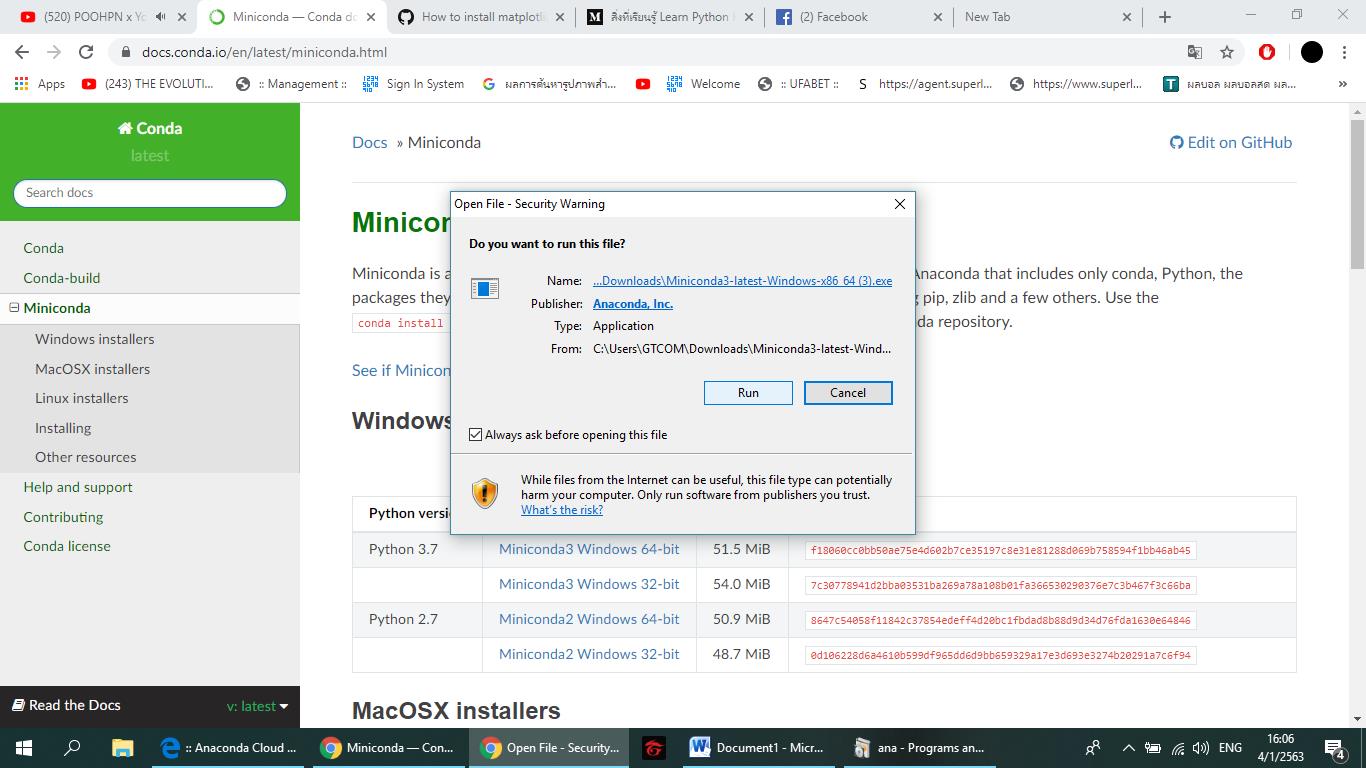 (520) POOHPN x Yo
Miniconda — Conda do
How to install matplotli
สิ่งที่เรียนรู้ Learn Python
(2) Facebook
New Tab
docs.conda.io/en/latest/miniconda.html
Apps
(243) THE EVOLUTI...
:: Management ::
Sign In System
ผลการค้นหารูปภาพสำ...
Welcome
:: UFABET ::
S https://agent.superl...
https://www.superl...
T ผลบอล ผลบอลสด ผล...
»
Conda
latest
Search docs
Conda
Conda-build
Miniconda
Windows installers
MacOSX installers
Linux installers
Installing
Other resources
Help and support
Contributing
Conda license
Read the Docs
v: latest
Docs » Miniconda
Edit on GitHub
Minicon
Miniconda is a
Anaconda that includes only conda, Python, the
packages they
g pip, zlib and a few others. Use the
conda install
da repository.
See if Minicon
Windows
Open File - Security Warning
Do you want to run this file?
Name: ...Downloads\Miniconda3-latest-Windows-x86_64 (3).exe
Publisher: Anaconda, Inc.
Type: Application
From: C:\Users\GTCOM\Downloads\Miniconda3-latest-Wind...
Run
Cancel
Always ask before opening this file
While files from the Internet can be useful, this file type can potentially
harm your computer. Only run software from publishers you trust.
What's the risk?
Python versi
Python 3.7 Miniconda3 Windows 64-bit 51.5 MiB f18060cc0bb50ae75e4d602b7ce35197c8e31e81288d069b758594f1bb46ab45
Miniconda3 Windows 32-bit 54.0 MiB 7c30778941d2bba03531ba269a78a108b01fa366530290376e7c3b467f3c66ba
Python 2.7 Miniconda2 Windows 64-bit 50.9 MiB 8647c54058f11842c37854edeff4d20bc1fbdad8b88d9d34d76fda1630e64846
Miniconda2 Windows 32-bit 48.7 MiB 0d106228d6a4610b599df965dd6d9bb659329a17e3d693e3274b20291a7c6f94
MacOSX installers
:: Anaconda Cloud ...
Miniconda — Con...
Open File - Security...
Document1 - Micr...
ana - Programs an...
ENG
16:06
4/1/2563
4